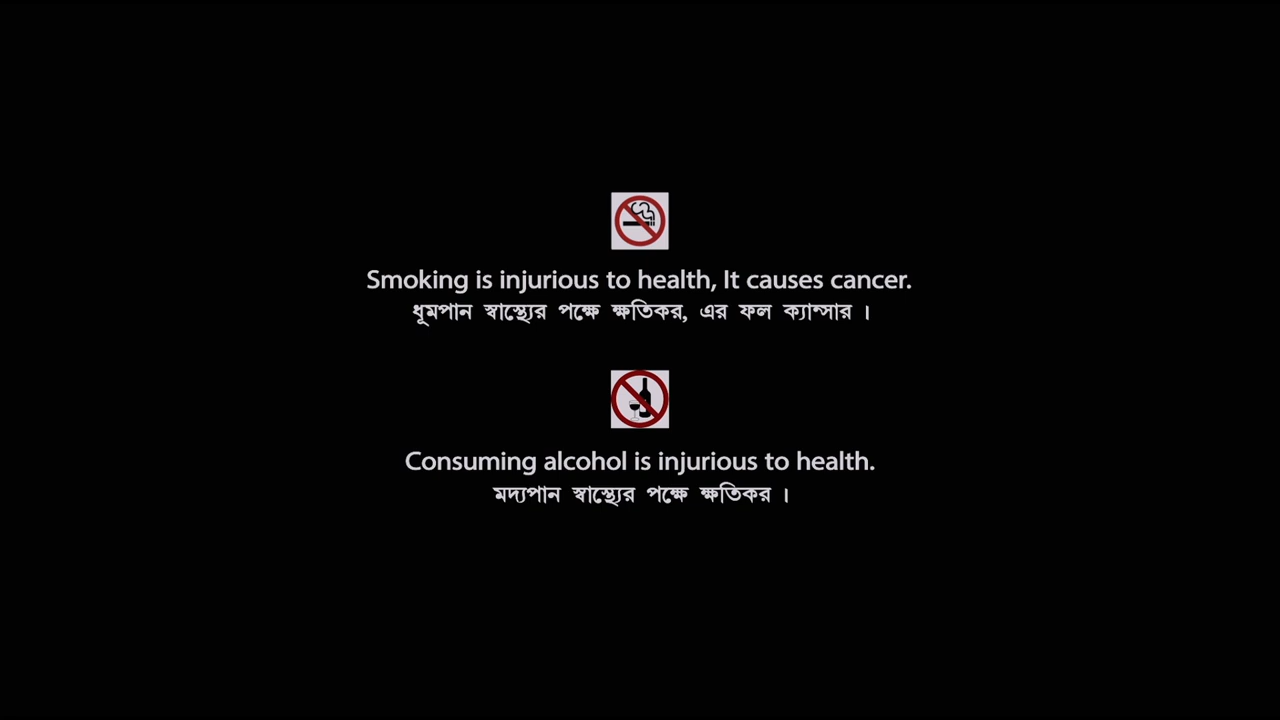 Smoking is injurious to health, It causes cancer.
ধূমপান স্বাস্থ্যের পক্ষে ক্ষতিকর, এর ফল ক্যান্সার ।
Consuming alcohol is injurious to health.
মদ্যপান স্বাস্থ্যের পক্ষে ক্ষতিকর ।